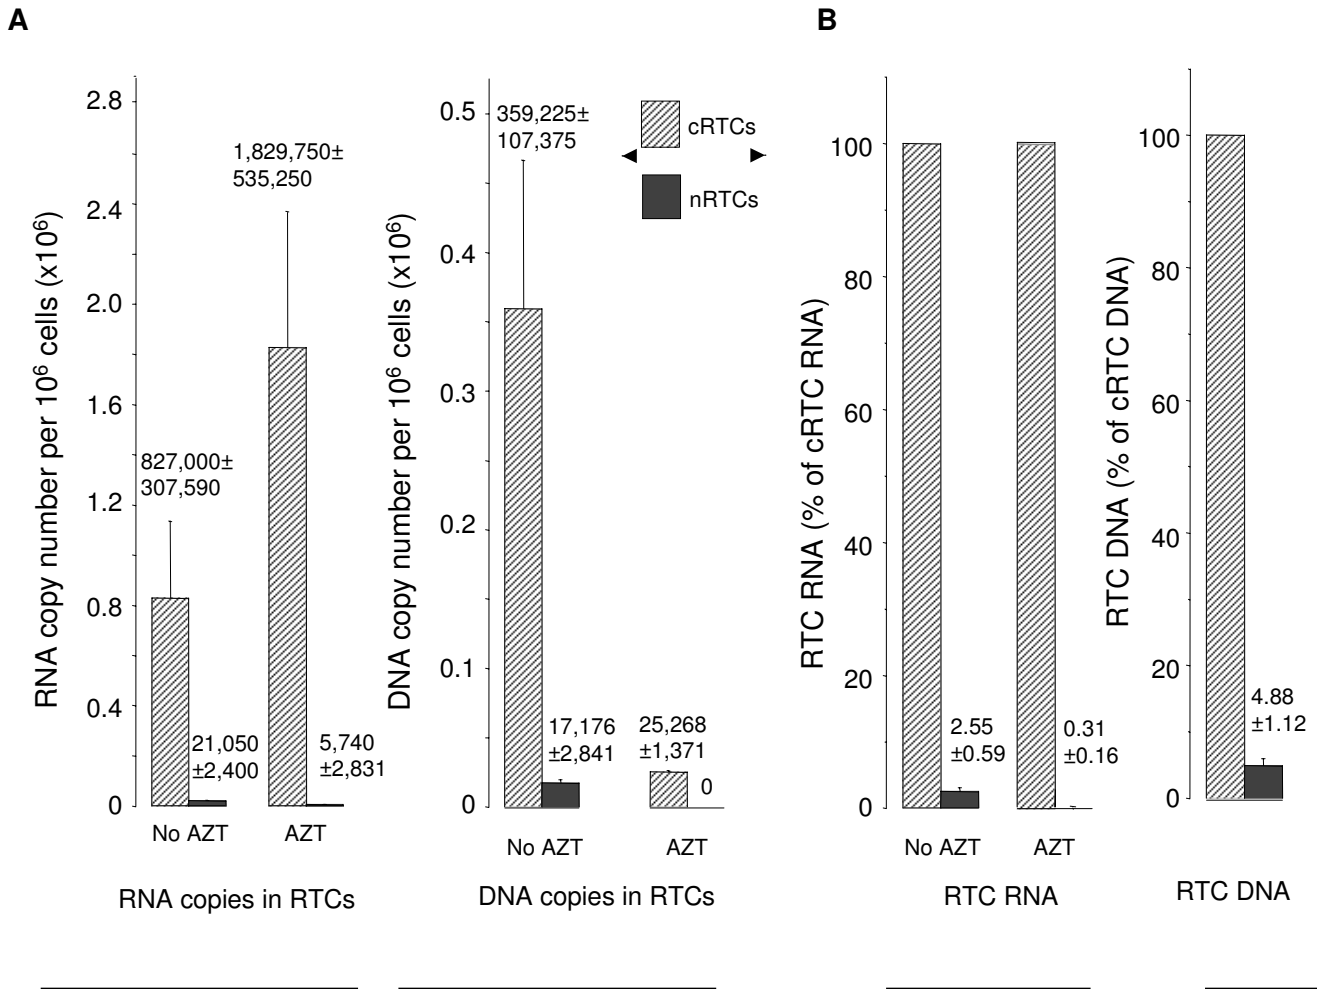 A
B
RNA copy number per 10⁶ cells (x10⁶)
2.8
2.4
2.0
1.6
1.2
0.8
0.4
0
827,000±
307,590
1,829,750±
535,250
21,050
±2,400
5,740
±2,831
No AZT
AZT
RNA copies in RTCs
DNA copy number per 10⁶ cells (x10⁶)
0.5
0.4
0.3
0.2
0.1
0
359,225±
107,375
17,176
±2,841
25,268
±1,371
0
No AZT
AZT
DNA copies in RTCs
cRTCs
nRTCs
RTC RNA (% of cRTC RNA)
100
80
60
40
20
0
2.55
±0.59
0.31
±0.16
No AZT
AZT
RTC RNA
RTC DNA (% of cRTC DNA)
100
80
60
40
20
0
4.88
±1.12
RTC DNA